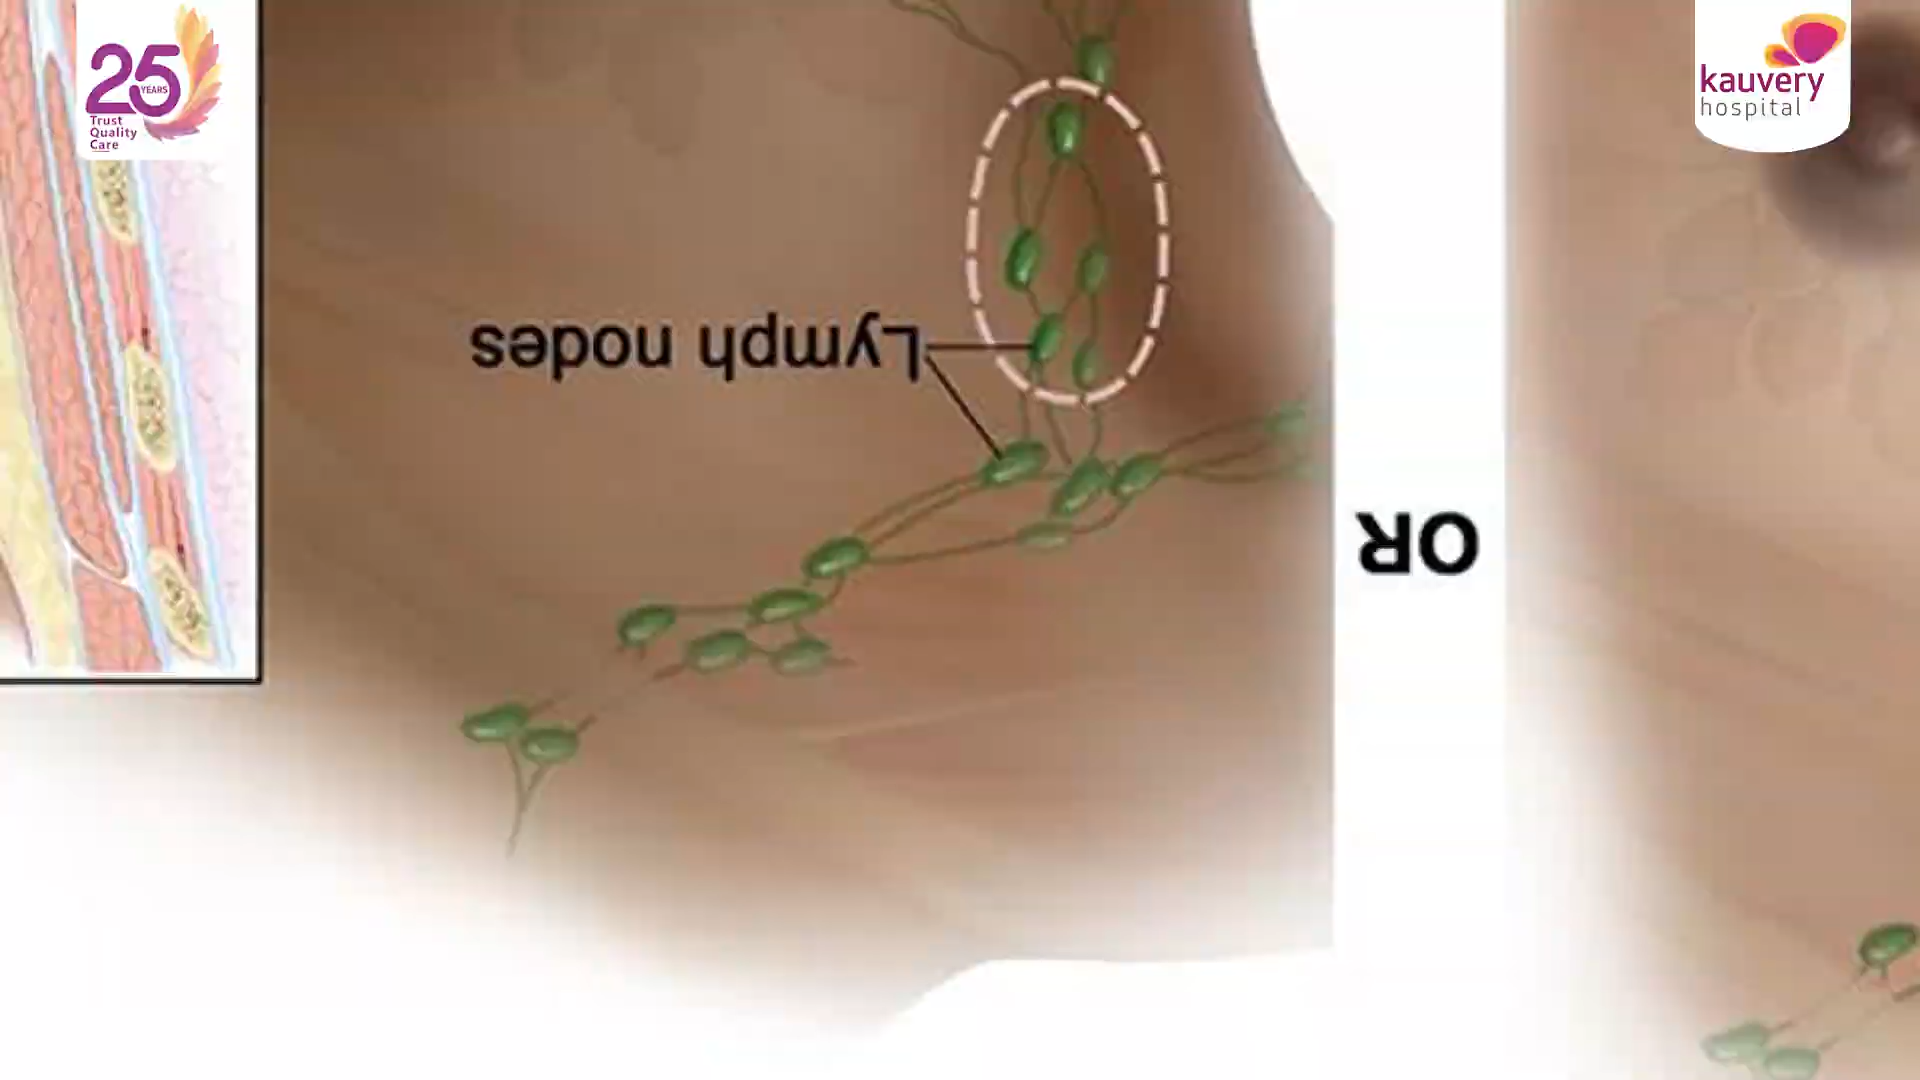 25
YEARS
Trust
Quality
Care
kauvery
hospital
Lymph nodes
OR